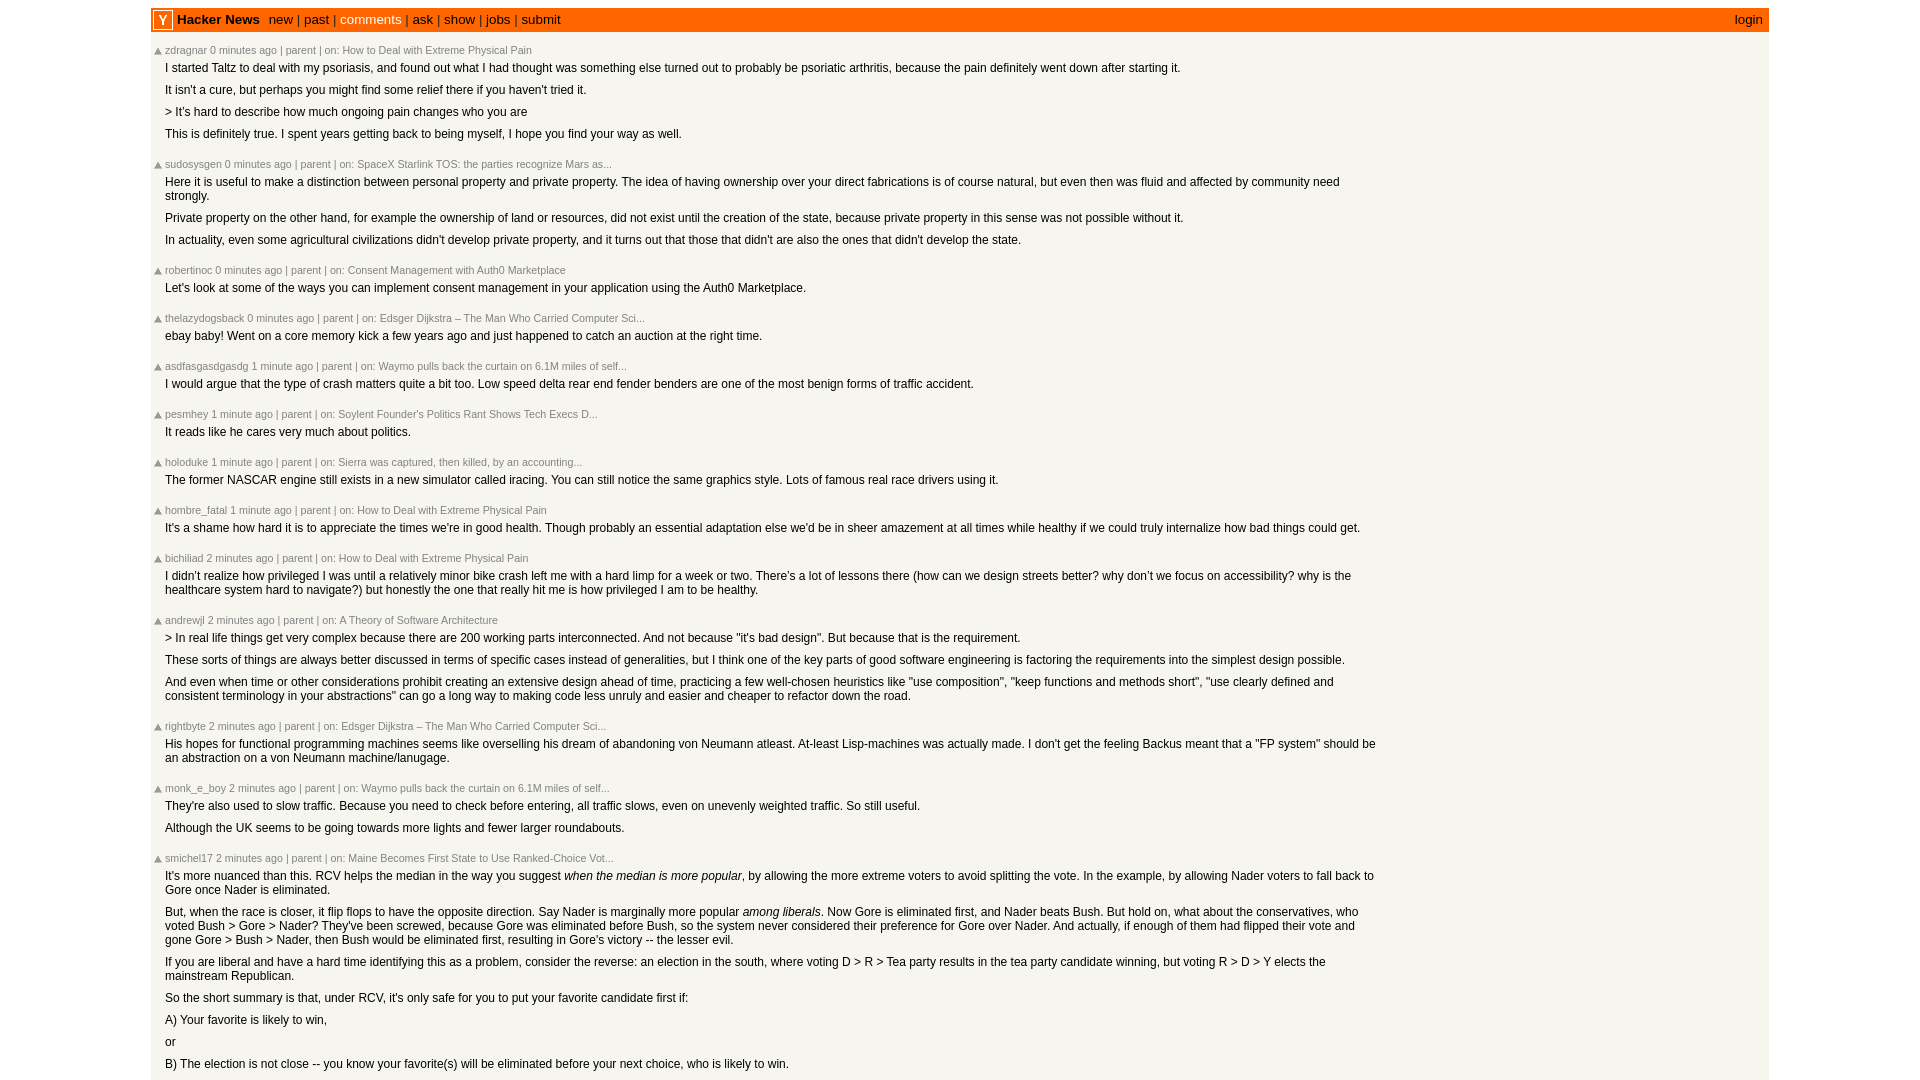 Y Hacker News new | past | comments | ask | show | jobs | submit login
zdragnar 0 minutes ago | parent | on: How to Deal with Extreme Physical Pain
I started Taltz to deal with my psoriasis, and found out what I had thought was something else turned out to probably be psoriatic arthritis, because the pain definitely went down after starting it.
It isn't a cure, but perhaps you might find some relief there if you haven't tried it.
> It's hard to describe how much ongoing pain changes who you are
This is definitely true. I spent years getting back to being myself, I hope you find your way as well.
sudosysgen 0 minutes ago | parent | on: SpaceX Starlink TOS: the parties recognize Mars as...
Here it is useful to make a distinction between personal property and private property. The idea of having ownership over your direct fabrications is of course natural, but even then was fluid and affected by community need
strongly.
Private property on the other hand, for example the ownership of land or resources, did not exist until the creation of the state, because private property in this sense was not possible without it.
In actuality, even some agricultural civilizations didn't develop private property, and it turns out that those that didn't are also the ones that didn't develop the state.
robertinoc 0 minutes ago | parent | on: Consent Management with Auth0 Marketplace
Let's look at some of the ways you can implement consent management in your application using the Auth0 Marketplace.
thelazydogsback 0 minutes ago | parent | on: Edsger Dijkstra – The Man Who Carried Computer Sci...
ebay baby! Went on a core memory kick a few years ago and just happened to catch an auction at the right time.
asdfasgasdgasdg 1 minute ago | parent | on: Waymo pulls back the curtain on 6.1M miles of self...
I would argue that the type of crash matters quite a bit too. Low speed delta rear end fender benders are one of the most benign forms of traffic accident.
pesmhey 1 minute ago | parent | on: Soylent Founder's Politics Rant Shows Tech Execs D...
It reads like he cares very much about politics.
holoduke 1 minute ago | parent | on: Sierra was captured, then killed, by an accounting...
The former NASCAR engine still exists in a new simulator called iracing. You can still notice the same graphics style. Lots of famous real race drivers using it.
hombre_fatal 1 minute ago | parent | on: How to Deal with Extreme Physical Pain
It's a shame how hard it is to appreciate the times we're in good health. Though probably an essential adaptation else we'd be in sheer amazement at all times while healthy if we could truly internalize how bad things could get.
bichiliad 2 minutes ago | parent | on: How to Deal with Extreme Physical Pain
I didn't realize how privileged I was until a relatively minor bike crash left me with a hard limp for a week or two. There's a lot of lessons there (how can we design streets better? why don't we focus on accessibility? why is the
healthcare system hard to navigate?) but honestly the one that really hit me is how privileged I am to be healthy.
andrewjl 2 minutes ago | parent | on: A Theory of Software Architecture
> In real life things get very complex because there are 200 working parts interconnected. And not because "it's bad design". But because that is the requirement.
These sorts of things are always better discussed in terms of specific cases instead of generalities, but I think one of the key parts of good software engineering is factoring the requirements into the simplest design possible.
And even when time or other considerations prohibit creating an extensive design ahead of time, practicing a few well-chosen heuristics like "use composition", "keep functions and methods short", "use clearly defined and
consistent terminology in your abstractions" can go a long way to making code less unruly and easier and cheaper to refactor down the road.
rightbyte 2 minutes ago | parent | on: Edsger Dijkstra – The Man Who Carried Computer Sci...
His hopes for functional programming machines seems like overselling his dream of abandoning von Neumann atleast. At-least Lisp-machines was actually made. I don't get the feeling Backus meant that a "FP system" should be
an abstraction on a von Neumann machine/lanugage.
monk_e_boy 2 minutes ago | parent | on: Waymo pulls back the curtain on 6.1M miles of self...
They're also used to slow traffic. Because you need to check before entering, all traffic slows, even on unevenly weighted traffic. So still useful.
Although the UK seems to be going towards more lights and fewer larger roundabouts.
smichel17 2 minutes ago | parent | on: Maine Becomes First State to Use Ranked-Choice Vot...
It's more nuanced than this. RCV helps the median in the way you suggest when the median is more popular, by allowing the more extreme voters to avoid splitting the vote. In the example, by allowing Nader voters to fall back to
Gore once Nader is eliminated.
But, when the race is closer, it flip flops to have the opposite direction. Say Nader is marginally more popular among liberals. Now Gore is eliminated first, and Nader beats Bush. But hold on, what about the conservatives, who
voted Bush > Gore > Nader? They've been screwed, because Gore was eliminated before Bush, so the system never considered their preference for Gore over Nader. And actually, if enough of them had flipped their vote and
gone Gore > Bush > Nader, then Bush would be eliminated first, resulting in Gore's victory -- the lesser evil.
If you are liberal and have a hard time identifying this as a problem, consider the reverse: an election in the south, where voting D > R > Tea party results in the tea party candidate winning, but voting R > D > Y elects the
mainstream Republican.
So the short summary is that, under RCV, it's only safe for you to put your favorite candidate first if:
A) Your favorite is likely to win,
or
B) The election is not close -- you know your favorite(s) will be eliminated before your next choice, who is likely to win.